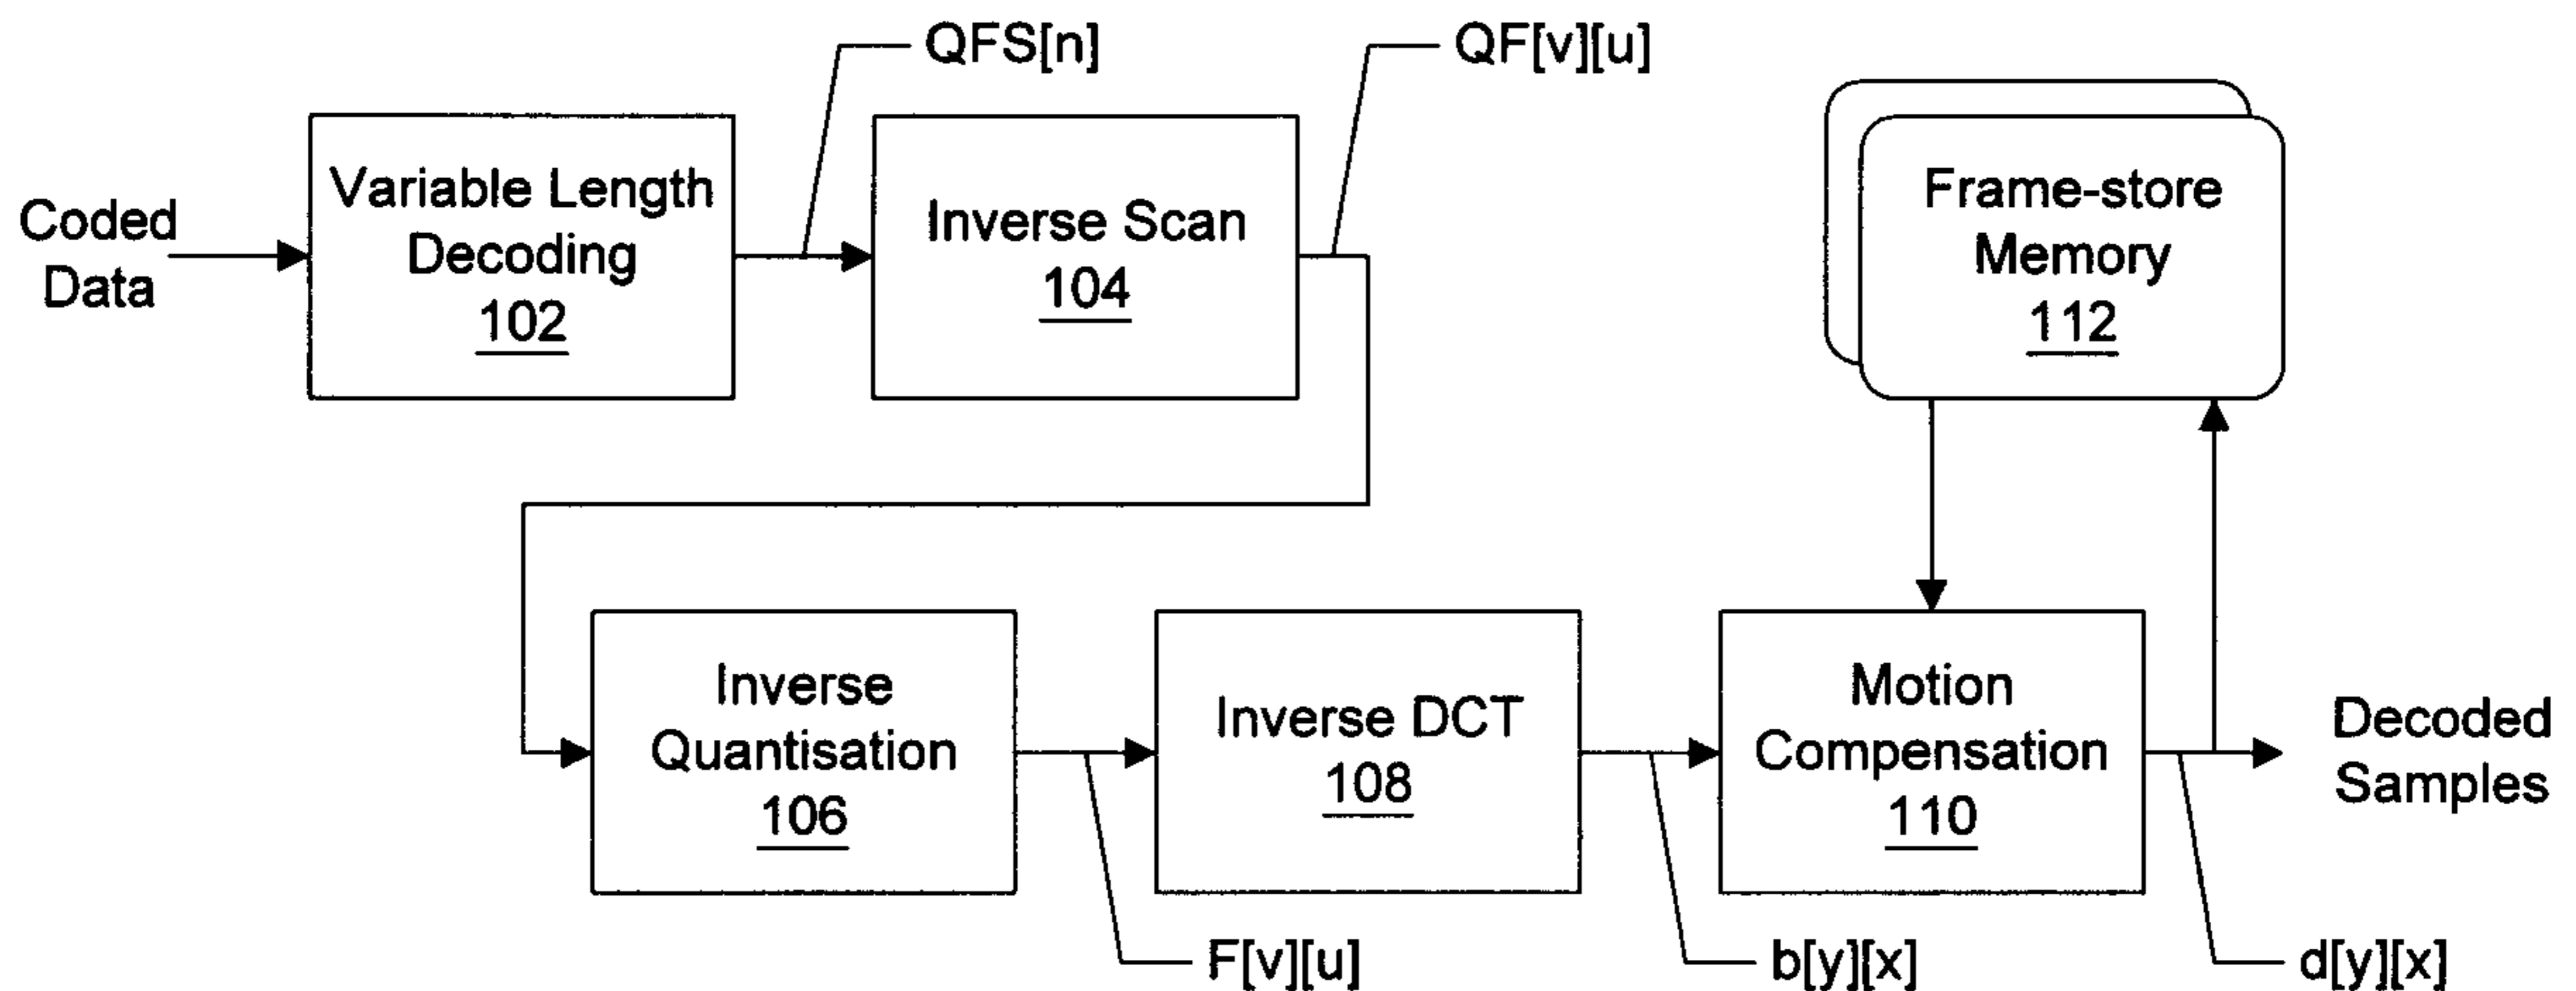 QFS[n]
QF[v][u]
Coded
Data
Variable Length
Decoding
102
Inverse Scan
104
Frame-store
Memory
112
Inverse
Quantisation
106
Inverse DCT
108
Motion
Compensation
110
Decoded
Samples
F[v][u]
b[y][x]
d[y][x]